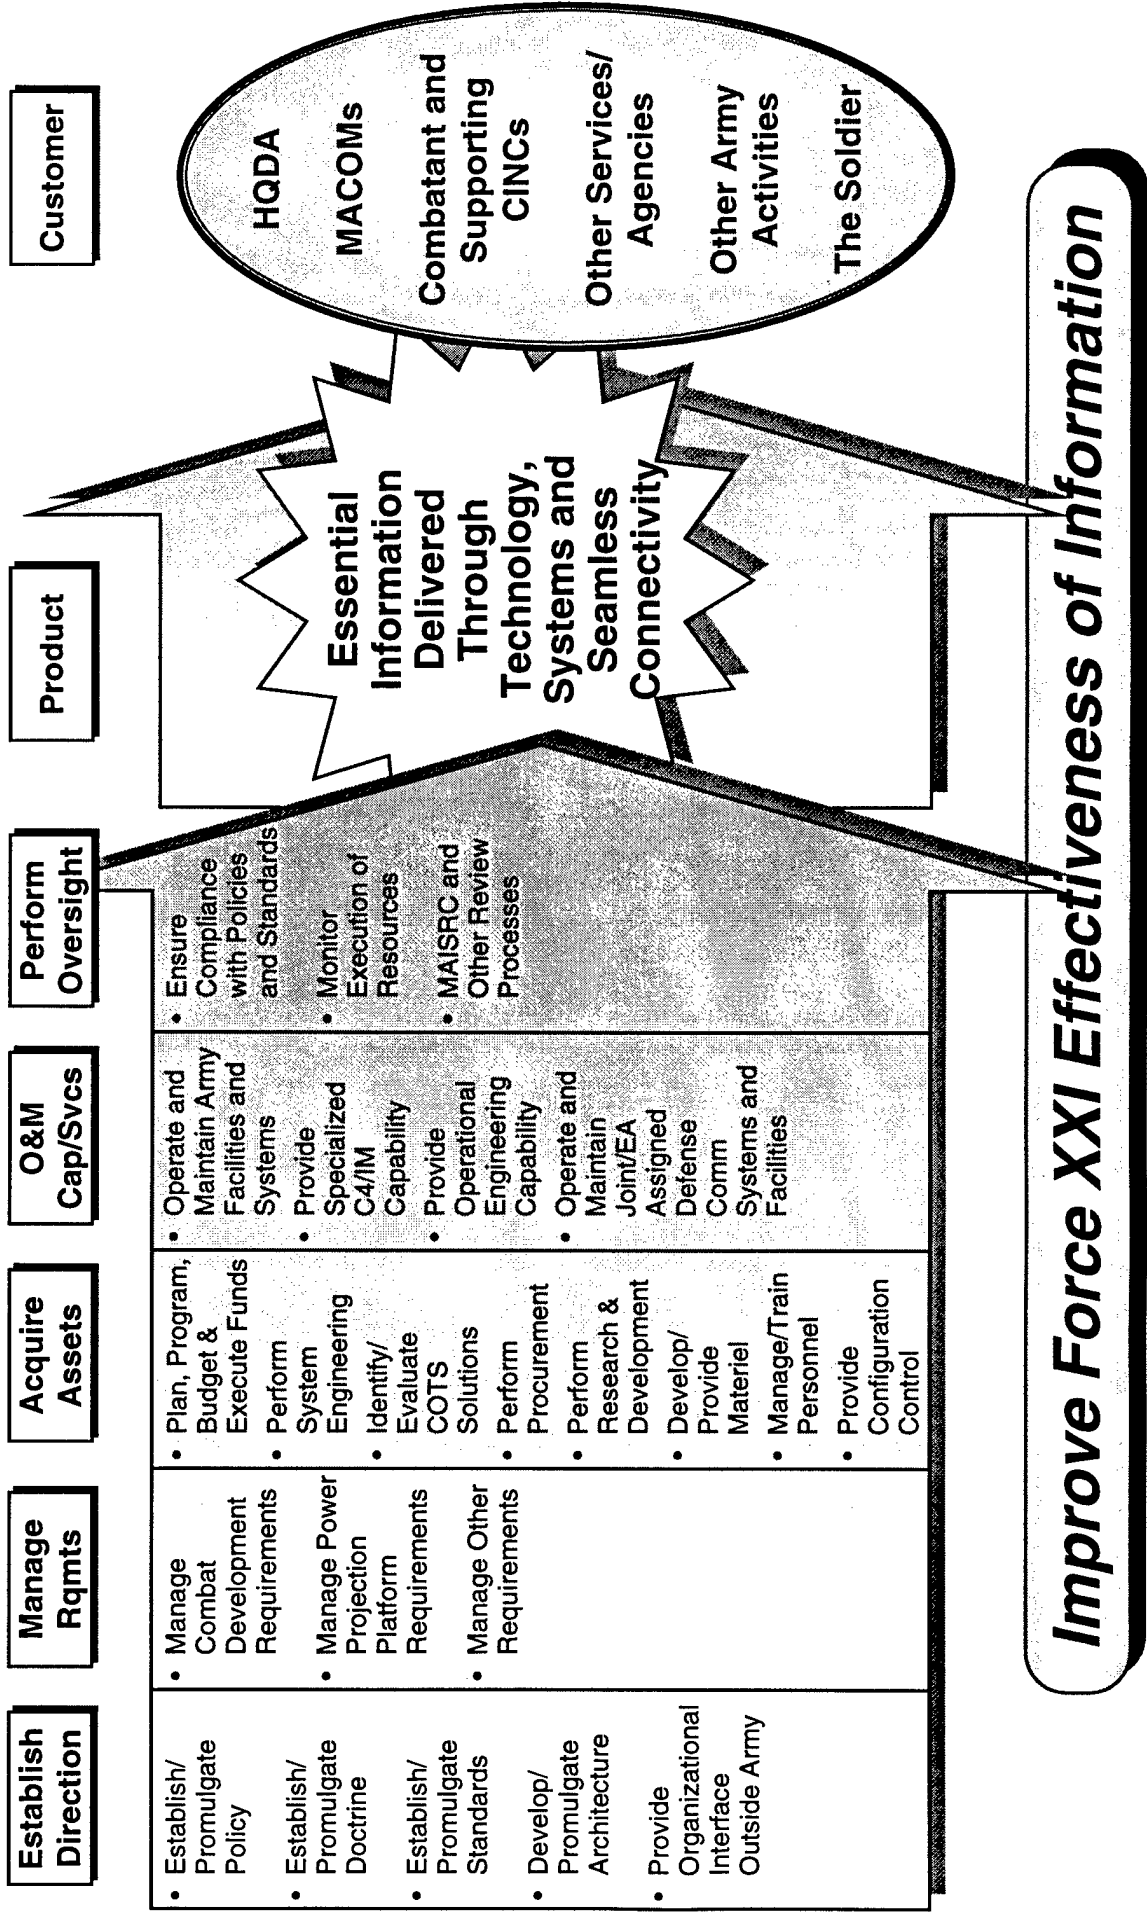 Establish
Direction
• Establish/
Promulgate
Policy
• Establish/
Promulgate
Doctrine
• Establish/
Promulgate
Standards
• Develop/
Promulgate
Architecture
• Provide
Organizational
Interface
Outside Army
Manage
Rqmts
• Manage
Combat
Development
Requirements
• Manage Power
Projection
Platform
Requirements
• Manage Other
Requirements
Acquire
Assets
• Plan, Program,
Budget &
Execute Funds
• Perform
System
Engineering
• Identify/
Evaluate
COTS
Solutions
• Perform
Procurement
• Perform
Research &
Development
• Develop/
Provide
Materiel
• Manage/Train
Personnel
• Provide
Configuration
Control
O&M
Cap/Svcs
• Operate and
Maintain Army
Facilities and
Systems
• Provide
Specialized
C4/IM
Capability
• Provide
Operational
Engineering
Capability
• Operate and
Maintain
Joint/EA
Assigned
Defense
Comm
Systems and
Facilities
Perform
Oversight
• Ensure
Compliance
with Policies
and Standards
• Monitor
Execution of
Resources
• MAISRC and
Other Review
Processes
Product
Essential
Information
Delivered
Through
Technology,
Systems and
Seamless
Connectivity
Customer
HQDA
MACOMs
Combatant and
Supporting
CINCs
Other Services/
Agencies
Other Army
Activities
The Soldier
Improve Force XXI Effectiveness of Information